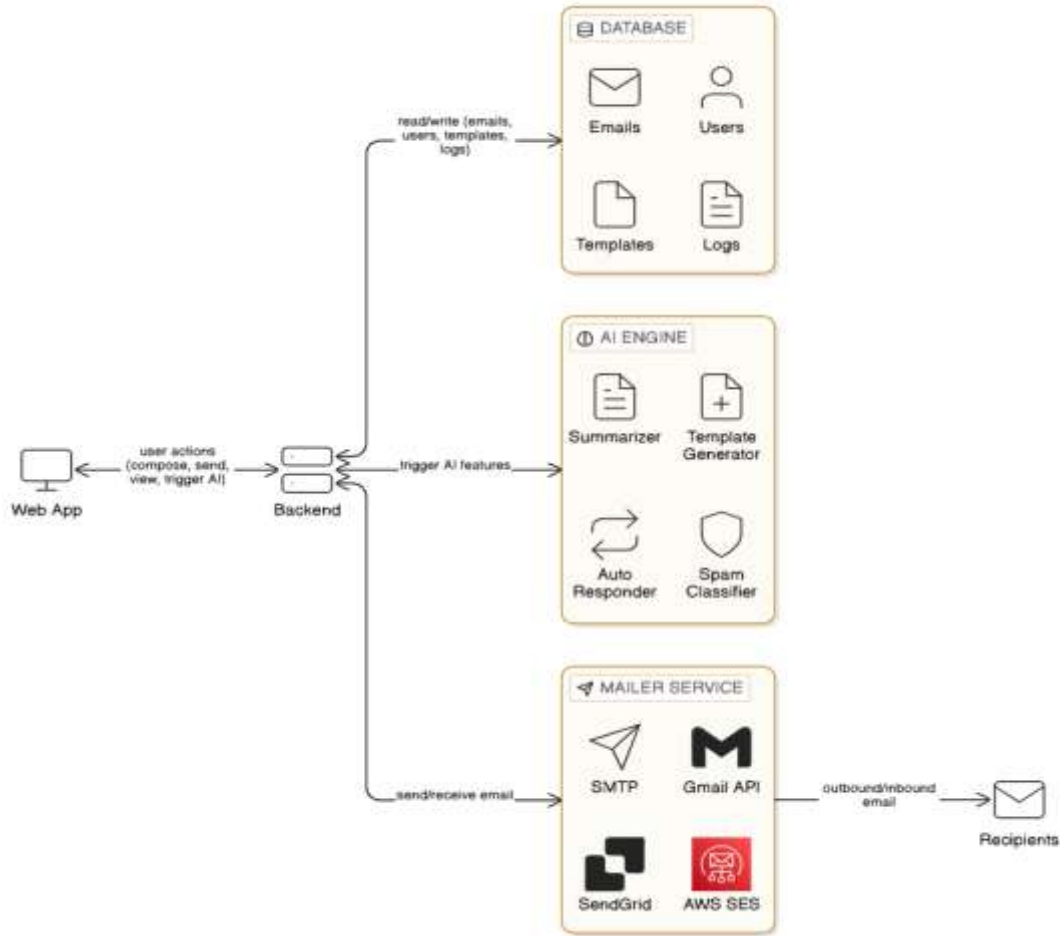 DATABASE
Emails
Users
read/write (emails,
users, templates,
logs)
Templates
Logs
AI ENGINE
Summarizer
Template
Generator
user actions
(compose, send,
view, trigger AI)
trigger AI features
Web App
Backend
Auto
Responder
Spam
Classifier
MAILER SERVICE
SMTP
Gmail API
send/receive email
outbound/inbound
email
Recipients
SendGrid
AWS SES